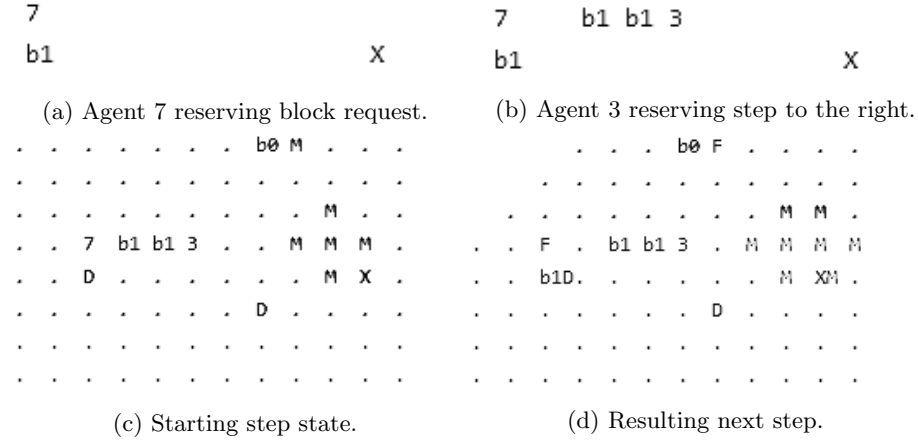 7
b1 X
(a) Agent 7 reserving block request.
7 b1 b1 3
b1 X
(b) Agent 3 reserving step to the right.
. . . . . . . b0 M . . .
. . . . . . . . . . . .
. . . . . . . . . M . .
. . 7 b1 b1 3 . . M M M .
. . D . . . . . . M X .
. . . . . . . D . . . .
. . . . . . . . . . . .
. . . . . . . . . . . .
(c) Starting step state.
. . . b0 F . . . .
. . . . . . . . . .
. . . . . . . . M M .
. . F . b1 b1 3 . M M M M
. . b1D. . . . . . M XM .
. . . . . . . D . . . .
. . . . . . . . . . . .
. . . . . . . . . . . .
(d) Resulting next step.